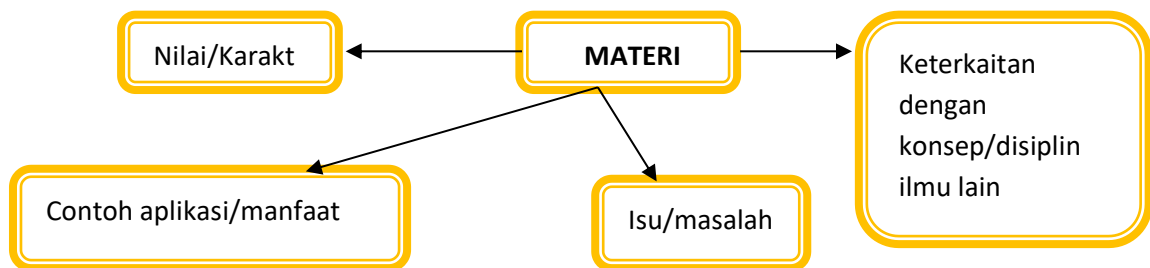 Nilai/Karakt
MATERI
Keterkaitan
dengan
konsep/disiplin
ilmu lain
Contoh aplikasi/manfaat
Isu/masalah